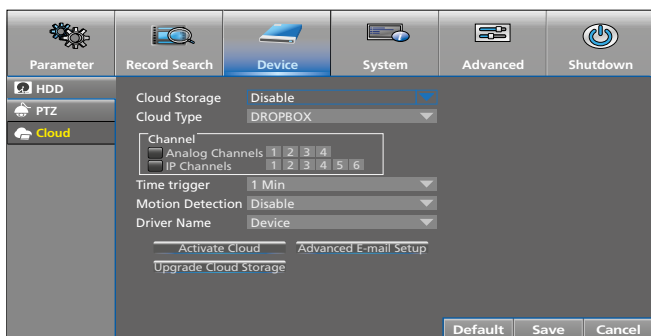 Parameter Record Search Device System Advanced Shutdown
HDD
PTZ
Cloud
Cloud Storage Disable
Cloud Type DROPBOX
Channel
Analog Channels 1 2 3 4
IP Channels 1 2 3 4 5 6
Time trigger 1 Min
Motion Detection Disable
Driver Name Device
Activate Cloud Advanced E-mail Setup
Upgrade Cloud Storage
Default Save Cancel